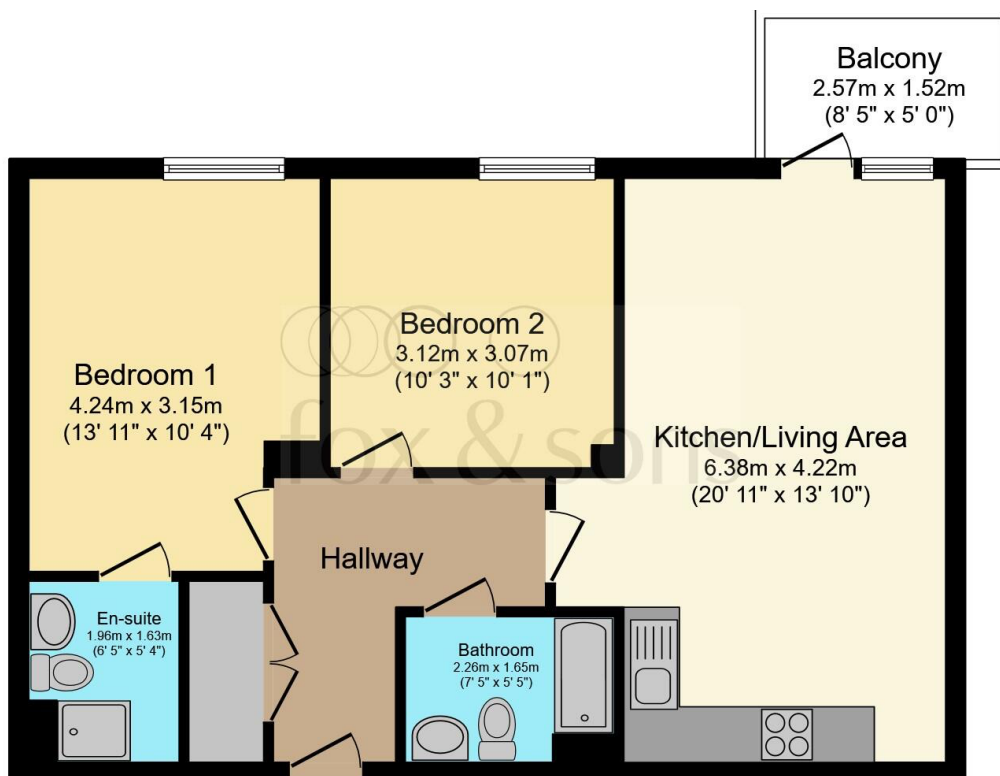 Balcony
2.57m x 1.52m
(8' 5" x 5' 0")
Bedroom 2
3.12m x 3.07m
(10' 3" x 10' 1")
Bedroom 1
4.24m x 3.15m
(13' 11" x 10' 4")
fox & sons
Kitchen/Living Area
6.38m x 4.22m
(20' 11" x 13' 10")
Hallway
En-suite
1.96m x 1.63m
(6' 5" x 5' 4")
Bathroom
2.26m x 1.65m
(7' 5" x 5' 5")